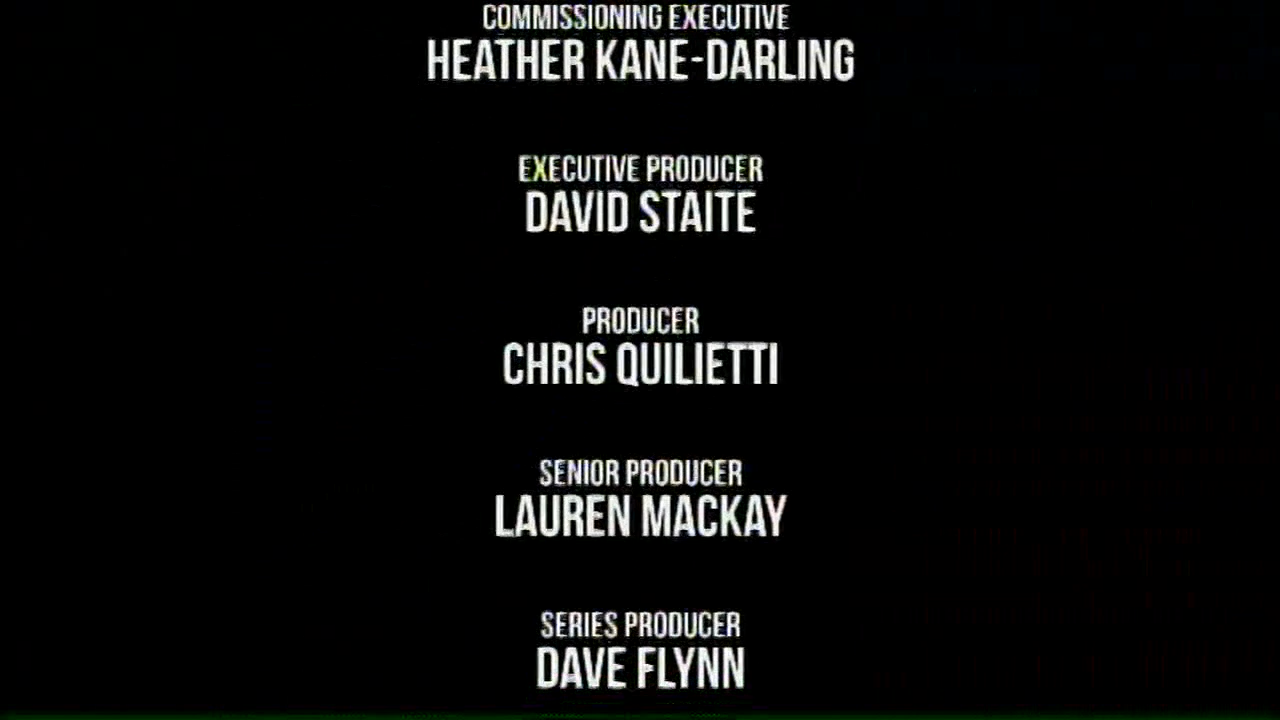 COMMISSIONING EXECUTIVE
HEATHER KANE-DARLING
EXECUTIVE PRODUCER
DAVID STAITE
PRODUCER
CHRIS QUILIETTI
SENIOR PRODUCER
LAUREN MACKAY
SERIES PRODUCER
DAVE FLYNN